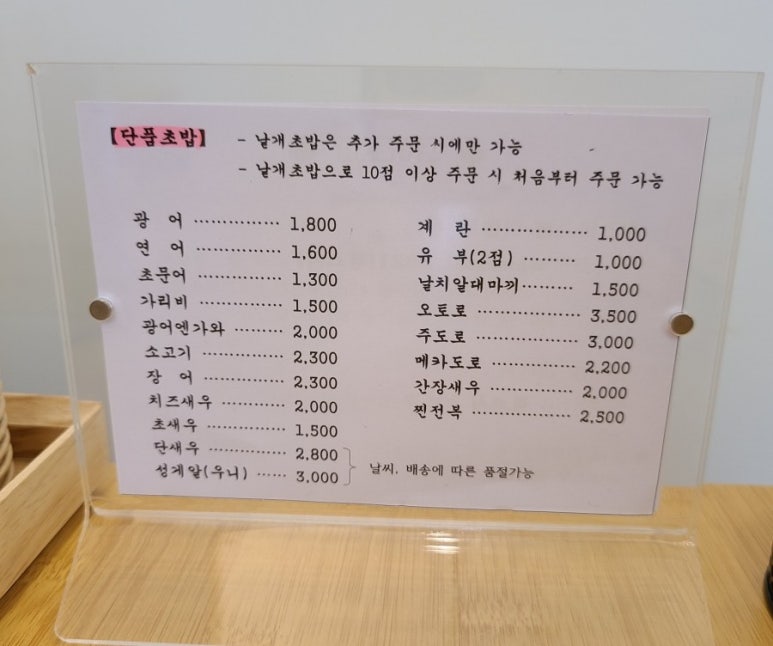 【단품초밥】 - 낱개초밥은 추가 주문 시에만 가능
- 낱개초밥으로 10점 이상 주문 시 처음부터 주문 가능
광 어 ··············· 1,800
연 어 ··············· 1,600
초문어 ··············· 1,300
가리비 ··············· 1,500
광어엔가와 ········· 2,000
소고기 ·············· 2,300
장 어 ·············· 2,300
치즈새우 ··········· 2,000
초새우 ·············· 1,500
단새우 ·············· 2,800
성게알(우니) ······ 3,000
날씨, 배송에 따른 품절가능
계 란 ·················· 1,000
유 부(2점) ········· 1,000
날치알대마끼········· 1,500
오토로 ················· 3,500
주도로 ················· 3,000
메카도로 ·············· 2,200
간장새우 ·············· 2,000
찐전복 ················· 2,500